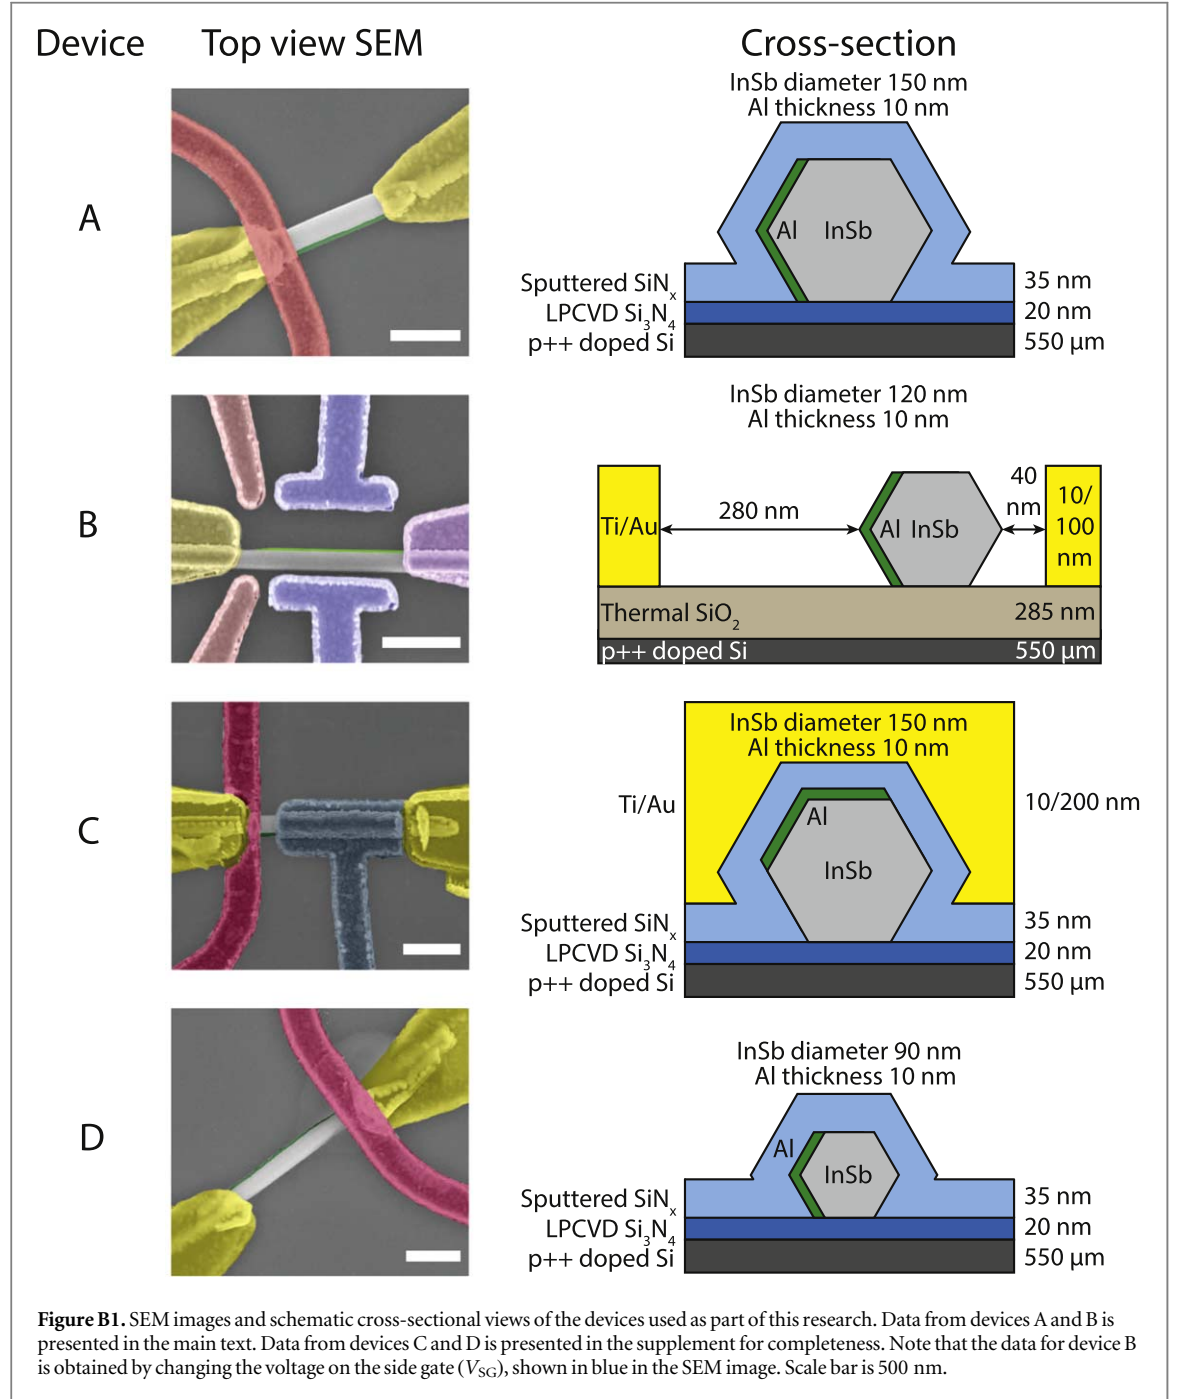 Device Top view SEM Cross-section
InSb diameter 150 nm
Al thickness 10 nm
A
Al InSb
Sputtered SiNx 35 nm
LPCVD Si3N4 20 nm
p++ doped Si 550 μm
InSb diameter 120 nm
Al thickness 10 nm
B
Ti/Au 280 nm Al InSb 40 nm 10/100 nm
Thermal SiO2 285 nm
p++ doped Si 550 μm
InSb diameter 150 nm
Al thickness 10 nm
Ti/Au 10/200 nm
C
Al
InSb
Sputtered SiNx 35 nm
LPCVD Si3N4 20 nm
p++ doped Si 550 μm
InSb diameter 90 nm
Al thickness 10 nm
D
Al
InSb
Sputtered SiNx 35 nm
LPCVD Si3N4 20 nm
p++ doped Si 550 μm
Figure B1. SEM images and schematic cross-sectional views of the devices used as part of this research. Data from devices A and B is
presented in the main text. Data from devices C and D is presented in the supplement for completeness. Note that the data for device B
is obtained by changing the voltage on the side gate (VSG), shown in blue in the SEM image. Scale bar is 500 nm.